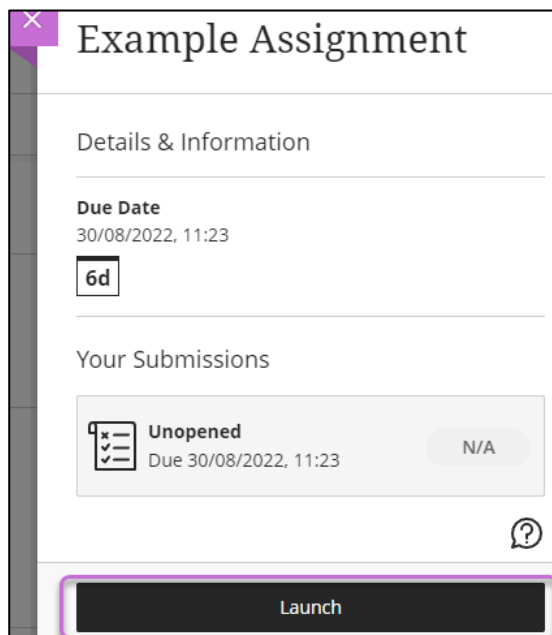 Example Assignment
Details & Information
Due Date
30/08/2022, 11:23
6d
Your Submissions
Unopened
Due 30/08/2022, 11:23
N/A
Launch